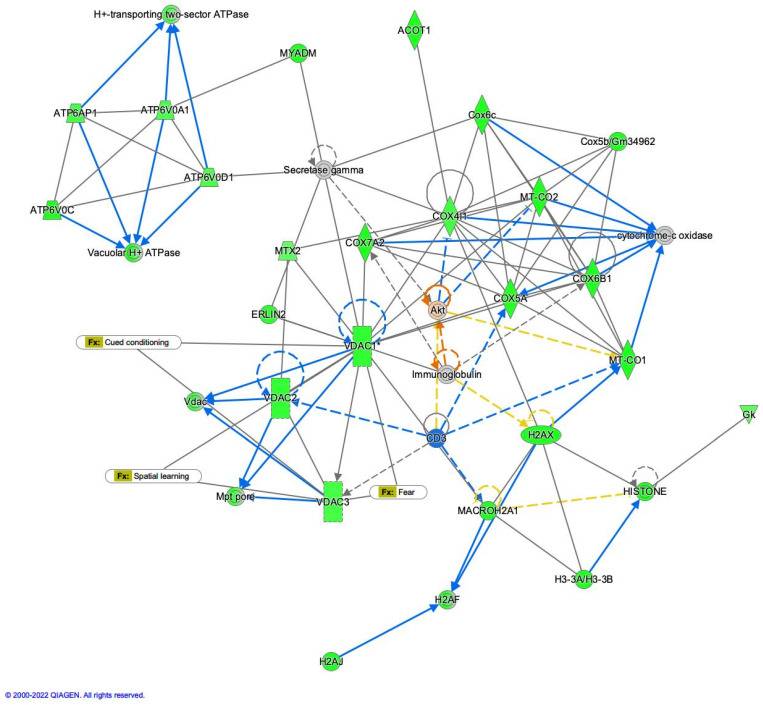 H+-transporting two-sector ATPase
ACOT1
MYADM
ATP6AP1
ATP6V0A1
Cox6c
Cox5b/Gm34962
Secretase gamma
ATP6V0D1
MT-CO2
ATP6V0C
COX4I1
cytochrome-c oxidase
COX7A2
Vacuolar H+ ATPase
MTX2
COX6B1
COX5A
Akt
ERLIN2
Fx: Cued conditioning
VDAC1*
MT-CO1
Immunoglobulin
Vdac
VDAC2
Gk
CD3
H2AX
Fx: Spatial learning
Mpt pore
VDAC3
Fx: Fear
HISTONE
MACROH2A1
H3-3A/H3-3B
H2AF
H2AJ
© 2000-2022 QIAGEN. All rights reserved.